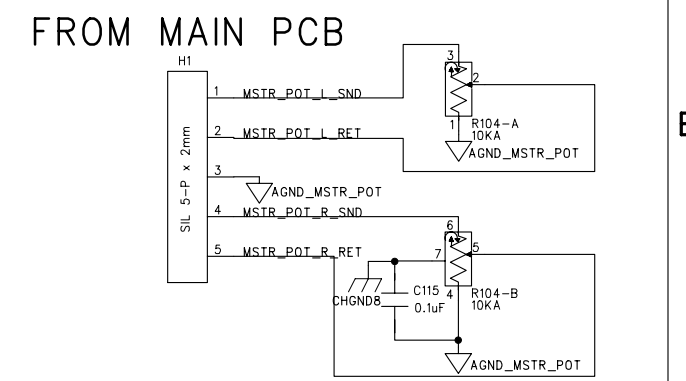 FROM MAIN PCB
H1
SIL 5-P x 2mm
1 MSTR_POT_L_SND
2 MSTR_POT_L_RET
3
AGND_MSTR_POT
4 MSTR_POT_R_SND
5 MSTR_POT_R_RET
3
2
1
R104-A
10KA
AGND_MSTR_POT
6
5
7
4
R104-B
10KA
CHGND8
C115
0.1uF
AGND_MSTR_POT